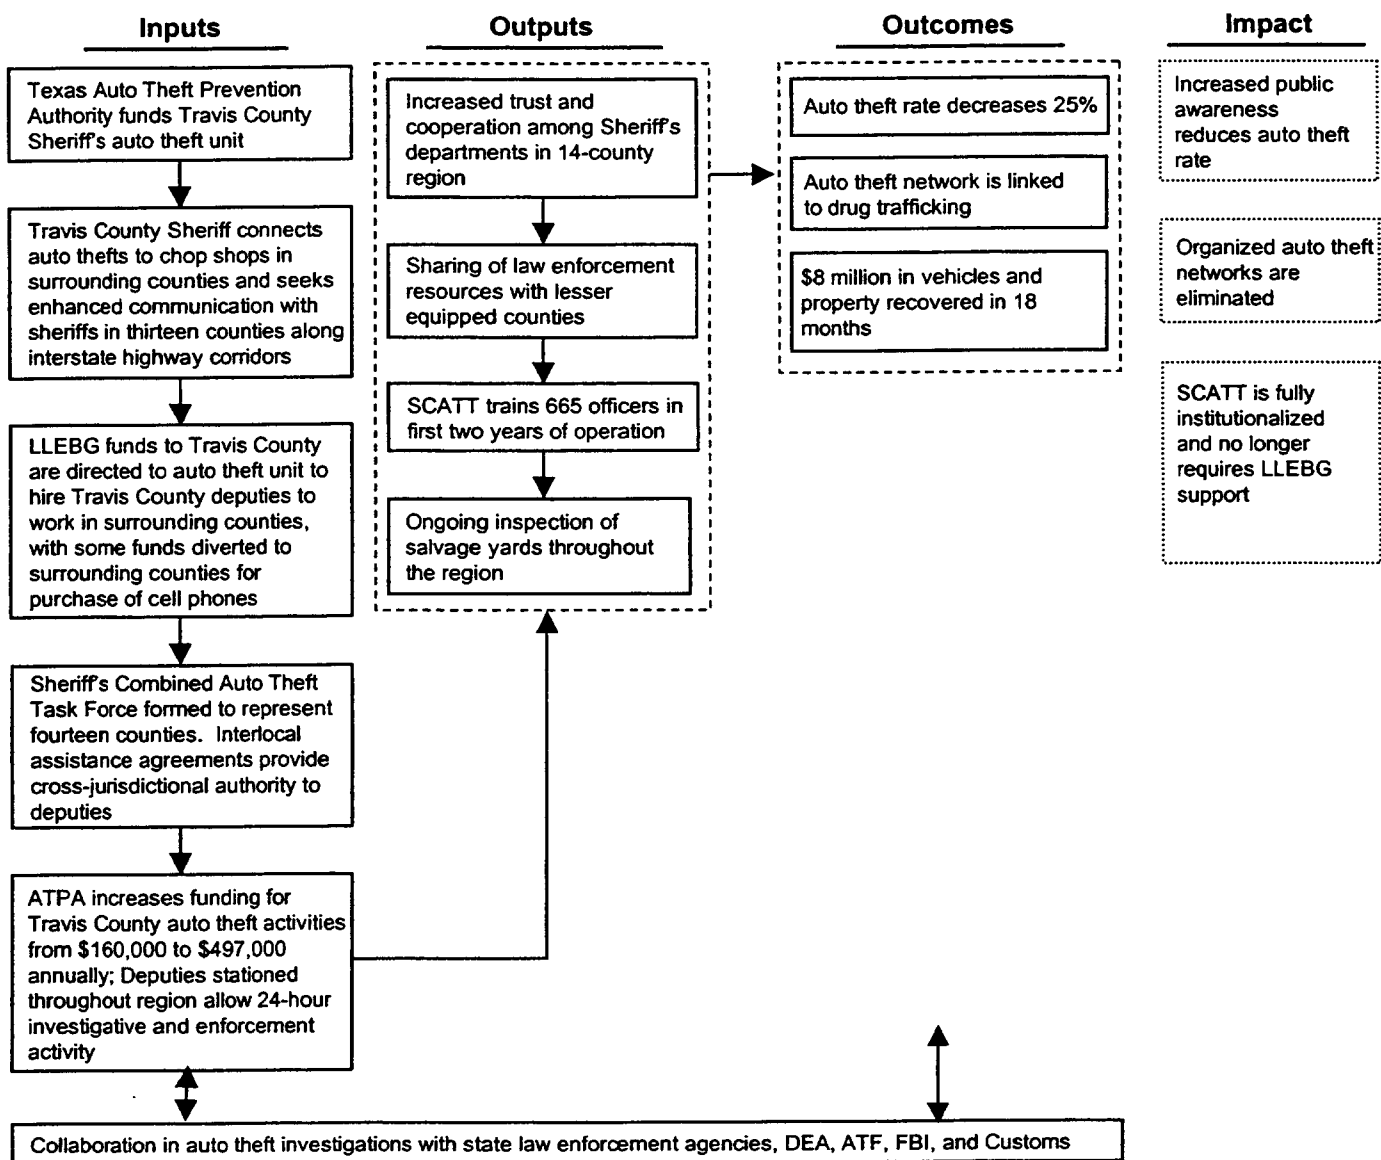 Inputs
Outputs
Outcomes
Impact
Texas Auto Theft Prevention
Authority funds Travis County
Sheriff's auto theft unit
Travis County Sheriff connects
auto thefts to chop shops in
surrounding counties and seeks
enhanced communication with
sheriffs in thirteen counties along
interstate highway corridors
LLEBG funds to Travis County
are directed to auto theft unit to
hire Travis County deputies to
work in surrounding counties,
with some funds diverted to
surrounding counties for
purchase of cell phones
Sheriff's Combined Auto Theft
Task Force formed to represent
fourteen counties. Interlocal
assistance agreements provide
cross-jurisdictional authority to
deputies
ATPA increases funding for
Travis County auto theft activities
from $160,000 to $497,000
annually; Deputies stationed
throughout region allow 24-hour
investigative and enforcement
activity
Increased trust and
cooperation among Sheriff's
departments in 14-county
region
Sharing of law enforcement
resources with lesser
equipped counties
SCATT trains 665 officers in
first two years of operation
Ongoing inspection of
salvage yards throughout
the region
Auto theft rate decreases 25%
Auto theft network is linked
to drug trafficking
$8 million in vehicles and
property recovered in 18
months
Increased public
awareness
reduces auto theft
rate
Organized auto theft
networks are
eliminated
SCATT is fully
institutionalized
and no longer
requires LLEBG
support
Collaboration in auto theft investigations with state law enforcement agencies, DEA, ATF, FBI, and Customs